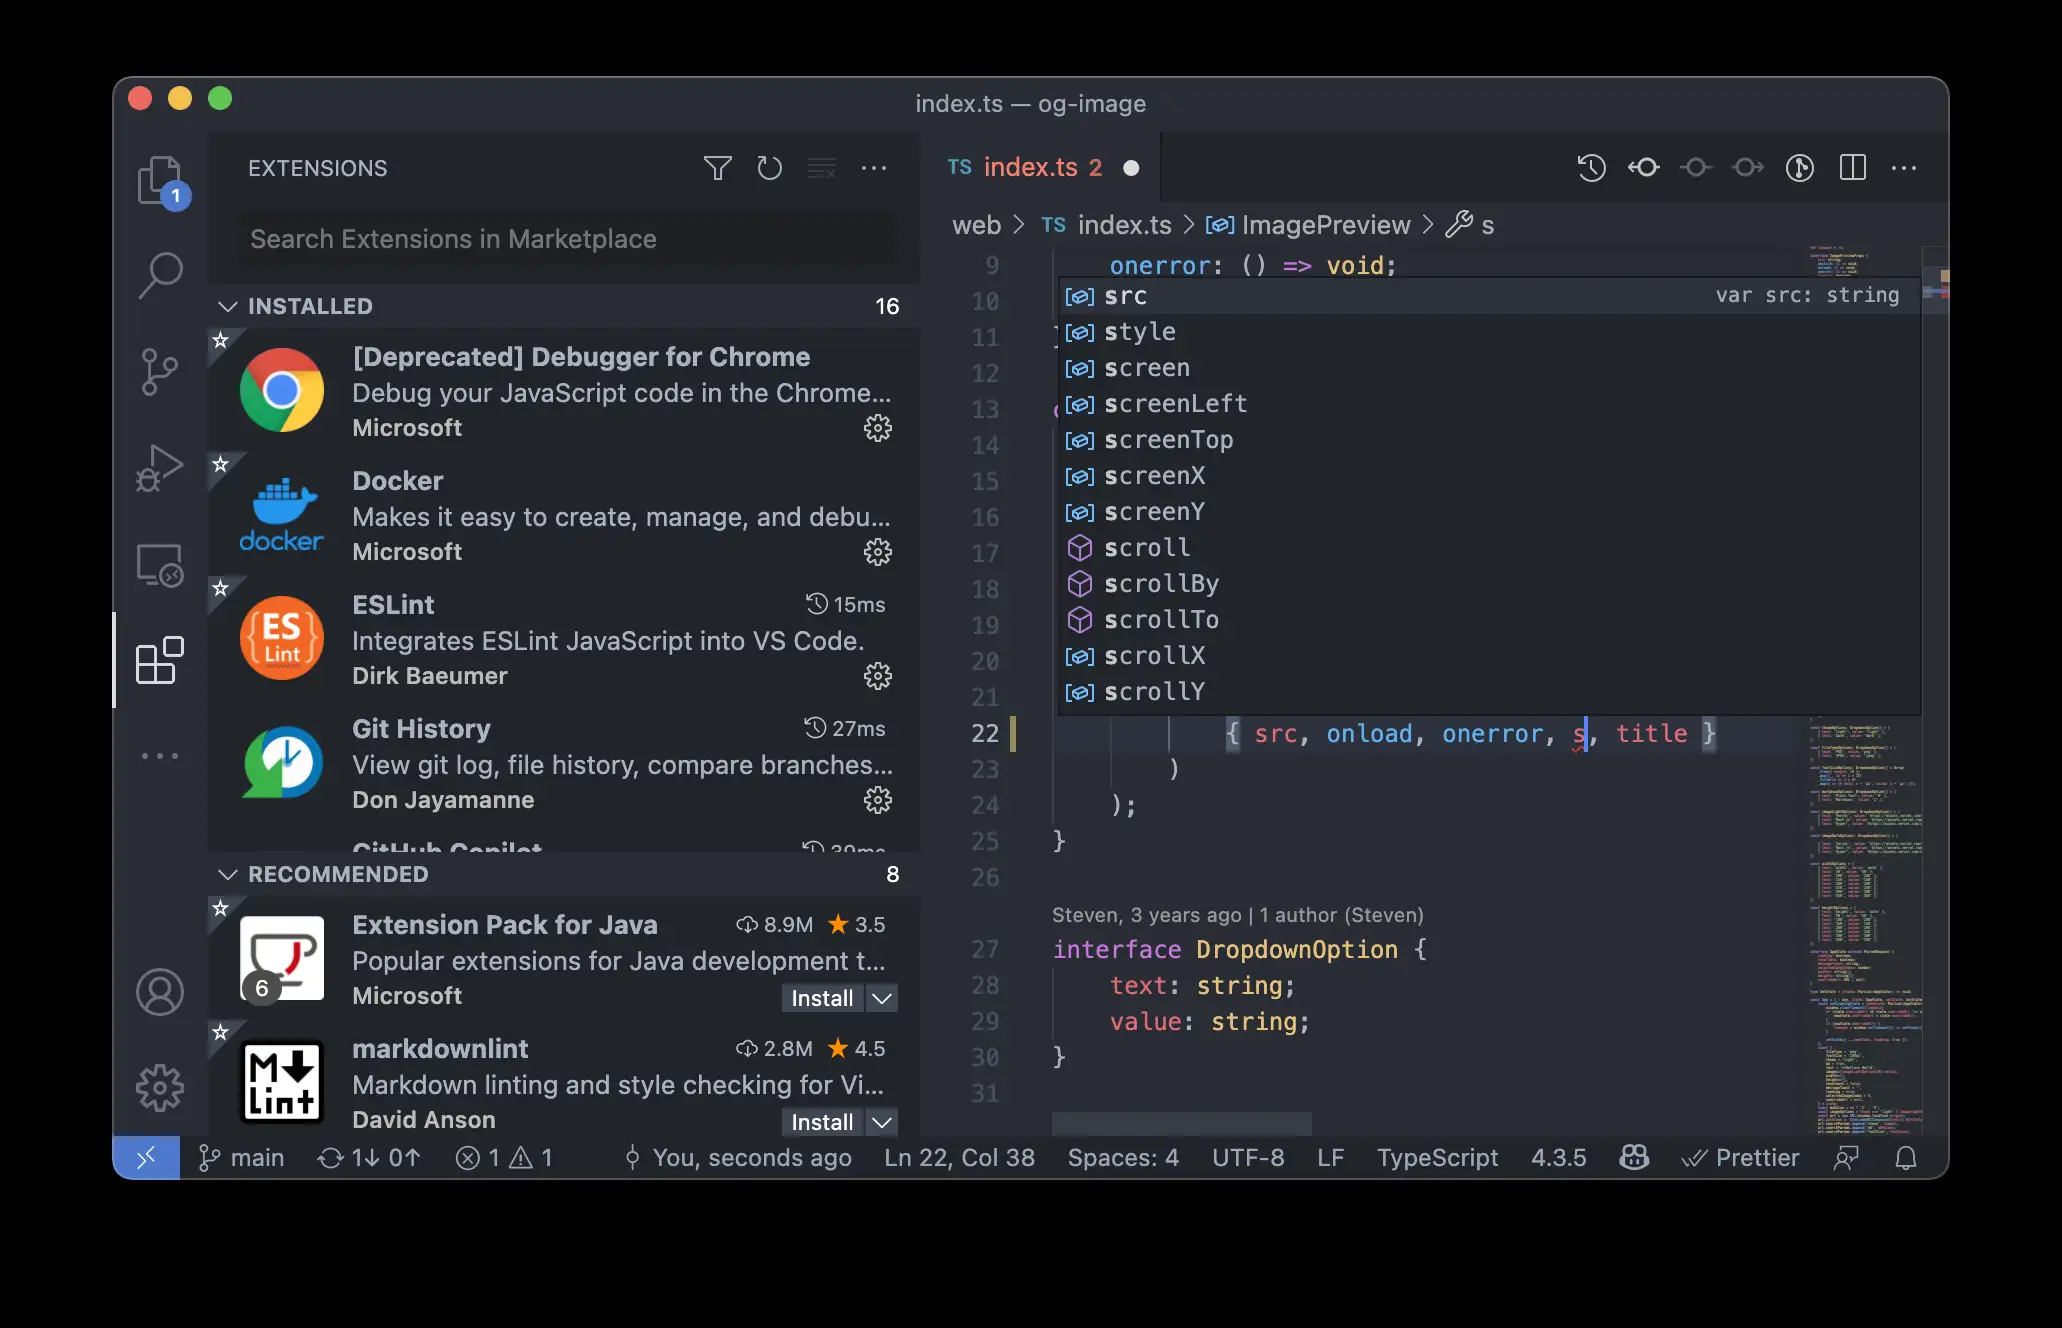 index.ts — og-image
1
EXTENSIONS
Search Extensions in Marketplace
INSTALLED 16
[Deprecated] Debugger for Chrome
Debug your JavaScript code in the Chrome...
Microsoft
docker
Docker
Makes it easy to create, manage, and debu...
Microsoft
ES
Lint
ESLint 15ms
Integrates ESLint JavaScript into VS Code.
Dirk Baeumer
Git History 27ms
View git log, file history, compare branches...
Don Jayamanne
GitHub Copilot 39ms
RECOMMENDED 8
6
Extension Pack for Java 8.9M ★ 3.5
Popular extensions for Java development t...
Microsoft
Install
M
Lint
markdownlint 2.8M ★ 4.5
Markdown linting and style checking for Vi...
David Anson
Install
TS index.ts 2
web > TS index.ts > ImagePreview > s
9 onerror: () => void;
10
11
12
13
14
15
16
17
18
19
20
21
src var src: string
style
screen
screenLeft
screenTop
screenX
screenY
scroll
scrollBy
scrollTo
scrollX
scrollY
22 { src, onload, onerror, s, title }
23 )
24 );
25 }
26
Steven, 3 years ago | 1 author (Steven)
27 interface DropdownOption {
28 text: string;
29 value: string;
30 }
31
main 1↓ 0↑ 1 1 You, seconds ago Ln 22, Col 38 Spaces: 4 UTF-8 LF TypeScript 4.3.5 Prettier